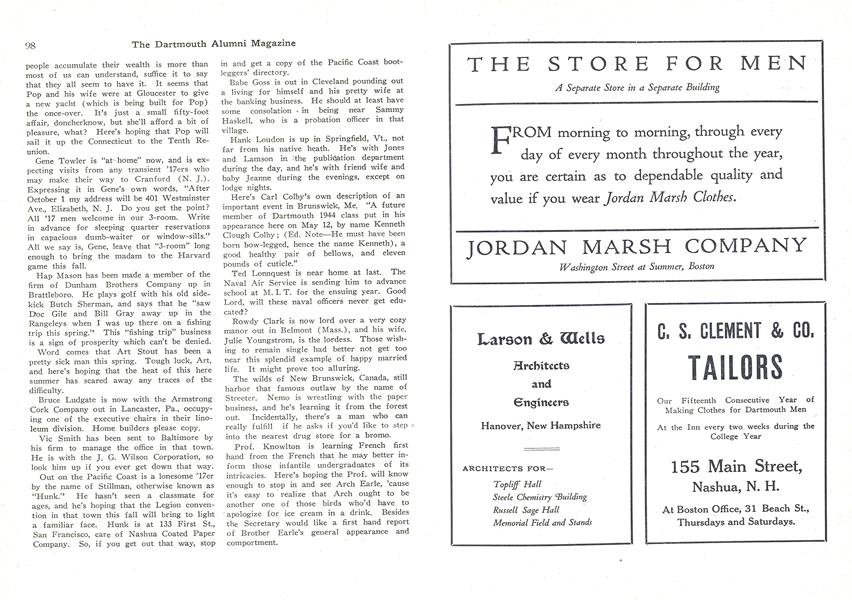 98
The Dartmouth Alumni Magazine
people accumulate their wealth is more than
most of us can understand, suffice it to say
that they all seem to have it. It seems that
Pop and his wife were at Gloucester to give
a new yacht (which is being built for Pop)
the once-over. It's just a small fifty-foot
affair, doncherknow, but she'll afford a bit of
pleasure, what? Here's hoping that Pop will
sail it up the Connecticut to the Tenth Re-
union.
Gene Towler is "at home" now, and is ex-
pecting visits from any transient '17ers who
may make their way to Cranford (N. J.).
Expressing it in Gene's own words, "After
October 1 my address will be 401 Westminster
Ave., Elizabeth, N. J. Do you get the point?
All '17 men welcome in our 3-room. Write
in advance for sleeping quarter reservations
in capacious dumb-waiter or window-sills."
All we say is, Gene, leave that "3-room" long
enough to bring the madam to the Harvard
game this fall.
Hap Mason has been made a member of the
firm of Dunham Brothers Company up in
Brattleboro. He plays golf with his old side-
kick Butch Sherman, and says that he "saw
Doc Gile and Bill Gray away up in the
Rangeleys when I was up there on a fishing
trip this spring." This "fishing trip" business
is a sign of prosperity which can't be denied.
Word comes that Art Stout has been a
pretty sick man this spring. Tough luck, Art,
and here's hoping that the heat of this here
summer has scared away any traces of the
difficulty.
Bruce Ludgate is now with the Armstrong
Cork Company out in Lancaster, Pa., occupy-
ing one of the executive chairs in their lino-
leum division. Home builders please copy.
Vic Smith has been sent to Baltimore by
his firm to manage the office in that town.
He is with the J. G. Wilson Corporation, so
look him up if you ever get down that way.
Out on the Pacific Coast is a lonesome '17er
by the name of Stillman, otherwise known as
"Hunk." He hasn't seen a classmate for
ages, and he's hoping that the Legion conven-
tion in that town this fall will bring to light
a familiar face. Hunk is at 133 First St.,
San Francisco, care of Nashua Coated Paper
Company. So, if you get out that way, stop
in and get a copy of the Pacific Coast boot-
leggers' directory.
Babe Goss is out in Cleveland pounding out
a living for himself and his pretty wife at
the banking business. He should at least have
some consolation in being near Sammy
Haskell, who is a probation officer in that
village.
Hank Loudon is up in Springfield, Vt., not
far from his native heath. He's with Jones
and Lamson in the publication department
during the day, and he's with friend wife and
baby Jeanne during the evenings, except on
lodge nights.
Here's Carl Colby's own description of an
important event in Brunswick, Me, "A future
member of Dartmouth 1944 class put in his
appearance here on May 12, by name Kenneth
Clough Colby; (Ed. Note—He must have been
born bow-legged, hence the name Kenneth), a
good healthy pair of bellows, and eleven
pounds of cuticle."
Ted Lonnquest is near home at last. The
Naval Air Service is sending him to advance
school at M. I. T. for the ensuing year. Good
Lord, will these naval officers never get edu-
cated?
Rowdy Clark is now lord over a very cozy
manor out in Belmont (Mass.), and his wife,
Julie Youngstrom, is the lordess. Those wish-
ing to remain single had better not get too
near this splendid example of happy married
life. It might prove too alluring.
The wilds of New Brunswick, Canada, still
harbor that famous outlaw by the name of
Streeter. Nemo is wrestling with the paper
business, and he's learning it from the forest
out. Incidentally, there's a man who can
really fulfill if he asks if you'd like to step
into the nearest drug store for a bromo.
Prof. Knowlton is learning French first
hand from the French that he may better in-
form those infantile undergraduates of its
intricacies. Here's hoping the Prof. will know
enough to stop in and see Arch Earle, 'cause
it's easy to realize that Arch ought to be
another one of those birds who'd have to
apologize for ice cream in a drink. Besides
the Secretary would like a first hand report
of Brother Earle's general appearance and
comportment.
THE STORE FOR MEN
A Separate Store in a Separate Building
FROM morning to morning, through every
day of every month throughout the year,
you are certain as to dependable quality and
value if you wear Jordan Marsh Clothes.
JORDAN MARSH COMPANY
Washington Street at Summer, Boston
Larson & Wells
Architects
and
Engineers
Hanover, New Hampshire
ARCHITECTS FOR—
Topliff Hall
Steele Chemistry Building
Russell Sage Hall
Memorial Field and Stands
C. S. CLEMENT & CO.
TAILORS
Our Fifteenth Consecutive Year of
Making Clothes for Dartmouth Men
At the Inn every two weeks during the
College Year
155 Main Street,
Nashua, N. H.
At Boston Office, 31 Beach St.,
Thursdays and Saturdays.